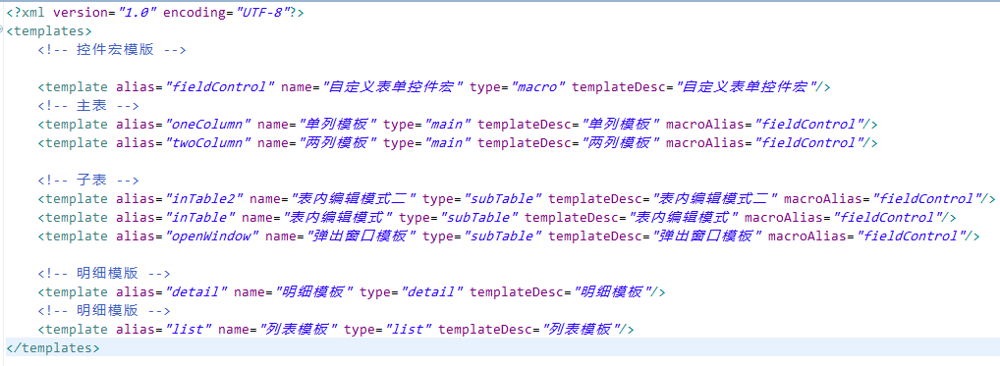 <?xml version="1.0" encoding="UTF-8"?>
<templates>
<!-- 控件宏模版 -->
<template alias="fieldControl" name="自定义表单控件宏" type="macro" templateDesc="自定义表单控件宏"/>
<!-- 主表 -->
<template alias="oneColumn" name="单列模板" type="main" templateDesc="单列模板" macroAlias="fieldControl"/>
<template alias="twoColumn" name="两列模板" type="main" templateDesc="两列模板" macroAlias="fieldControl"/>
<!-- 子表 -->
<template alias="inTable2" name="表内编辑模式二" type="subTable" templateDesc="表内编辑模式二" macroAlias="fieldControl"/>
<template alias="inTable" name="表内编辑模式" type="subTable" templateDesc="表内编辑模式" macroAlias="fieldControl"/>
<template alias="openWindow" name="弹出窗口模板" type="subTable" templateDesc="弹出窗口模板" macroAlias="fieldControl"/>
<!-- 明细模版 -->
<template alias="detail" name="明细模板" type="detail" templateDesc="明细模板"/>
<!-- 明细模版 -->
<template alias="list" name="列表模板" type="list" templateDesc="列表模板"/>
</templates>